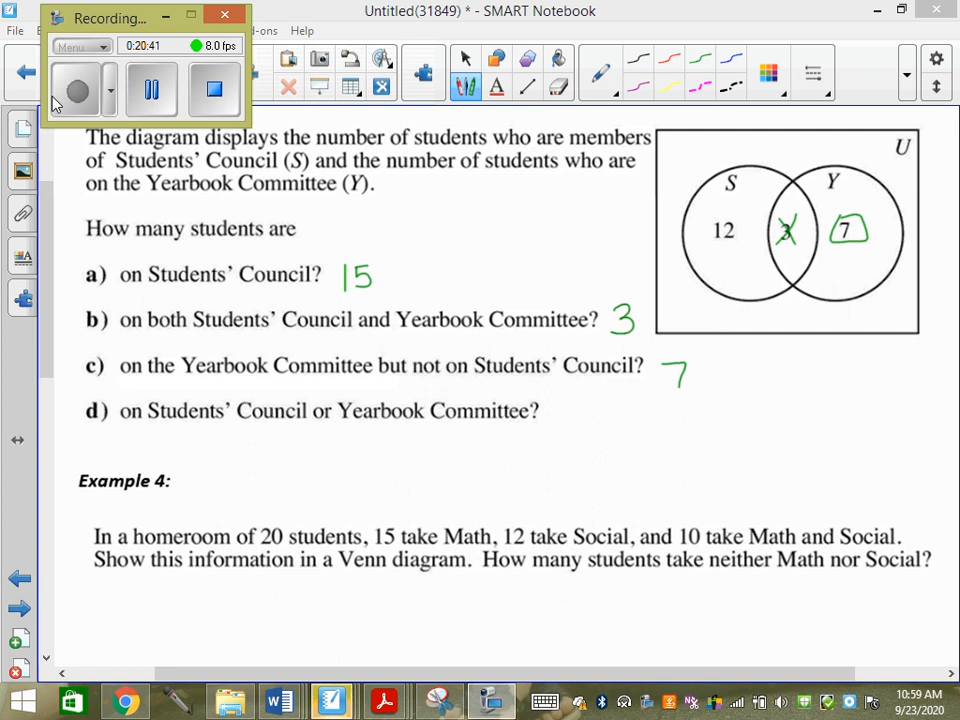 Untitled(31849) * - SMART Notebook
Recording...
File
ons Help
Menu 0:20:41 8.0 fps
The diagram displays the number of students who are members
of Students' Council (S) and the number of students who are
on the Yearbook Committee (Y).
U
S Y
12 3 7
How many students are
a) on Students' Council? 15
b) on both Students' Council and Yearbook Committee? 3
c) on the Yearbook Committee but not on Students' Council? 7
d) on Students' Council or Yearbook Committee?
Example 4:
In a homeroom of 20 students, 15 take Math, 12 take Social, and 10 take Math and Social.
Show this information in a Venn diagram. How many students take neither Math nor Social?
10:59 AM
9/23/2020